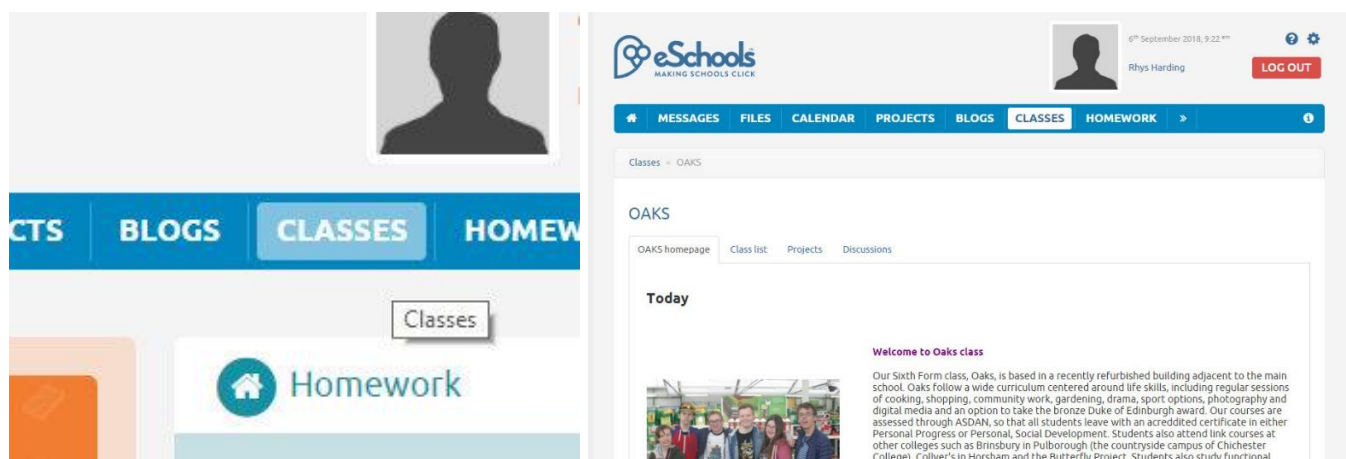 CTS BLOGS CLASSES HOMEW
Classes
Homework
eSchools
MAKING SCHOOLS CLICK
6th September 2018, 9:22 am
Rhys Harding
LOG OUT
MESSAGES FILES CALENDAR PROJECTS BLOGS CLASSES HOMEWORK »
Classes » OAKS
OAKS
OAKS homepage Class list Projects Discussions
Today
Welcome to Oaks class
Our Sixth Form class, Oaks, is based in a recently refurbished building adjacent to the main
school. Oaks follow a wide curriculum centered around life skills, including regular sessions
of cooking, shopping, community work, gardening, drama, sport options, photography and
digital media and an option to take the bronze Duke of Edinburgh award. Our courses are
assessed through ASDAN, so that all students leave with an acreddited certificate in either
Personal Progress or Personal, Social Development. Students also attend link courses at
other colleges such as Brinsbury in Pulborough (the countryside campus of Chichester
College), Collyer's in Horsham and the Butterfly Project. Students also study functional